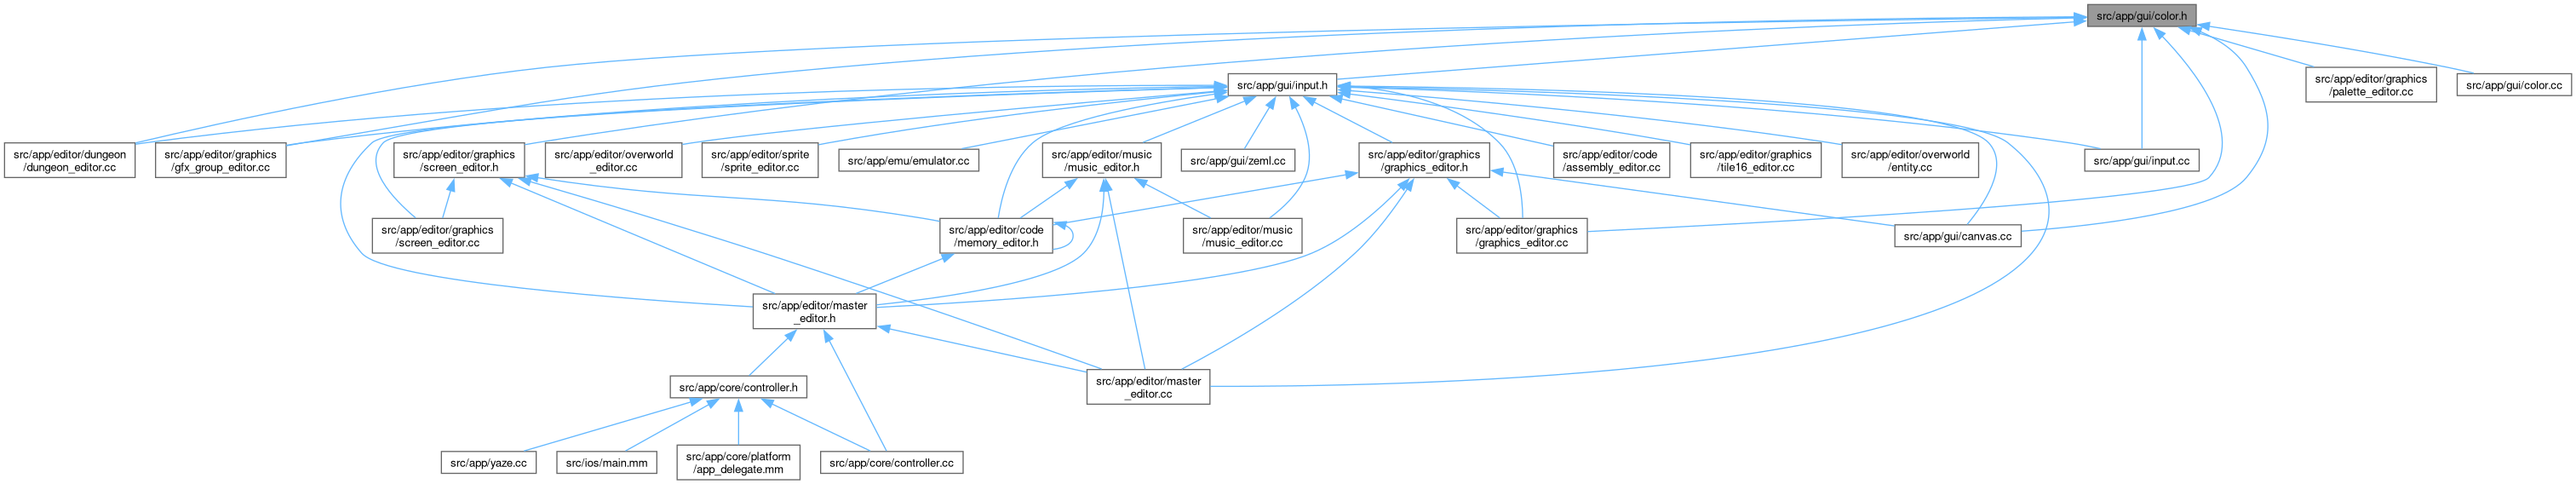 src/app/gui/color.h
src/app/gui/input.h
src/app/editor/graphics
/palette_editor.cc
src/app/gui/color.cc
src/app/editor/dungeon
/dungeon_editor.cc
src/app/editor/graphics
/gfx_group_editor.cc
src/app/editor/graphics
/screen_editor.h
src/app/editor/overworld
_editor.cc
src/app/editor/sprite
/sprite_editor.cc
src/app/emu/emulator.cc
src/app/editor/music
/music_editor.h
src/app/gui/zeml.cc
src/app/editor/graphics
/graphics_editor.h
src/app/editor/code
/assembly_editor.cc
src/app/editor/graphics
/tile16_editor.cc
src/app/editor/overworld
/entity.cc
src/app/gui/input.cc
src/app/editor/graphics
/screen_editor.cc
src/app/editor/code
/memory_editor.h
src/app/editor/music
/music_editor.cc
src/app/editor/graphics
/graphics_editor.cc
src/app/gui/canvas.cc
src/app/editor/master
_editor.h
src/app/core/controller.h
src/app/editor/master
_editor.cc
src/app/yaze.cc
src/ios/main.mm
src/app/core/platform
/app_delegate.mm
src/app/core/controller.cc